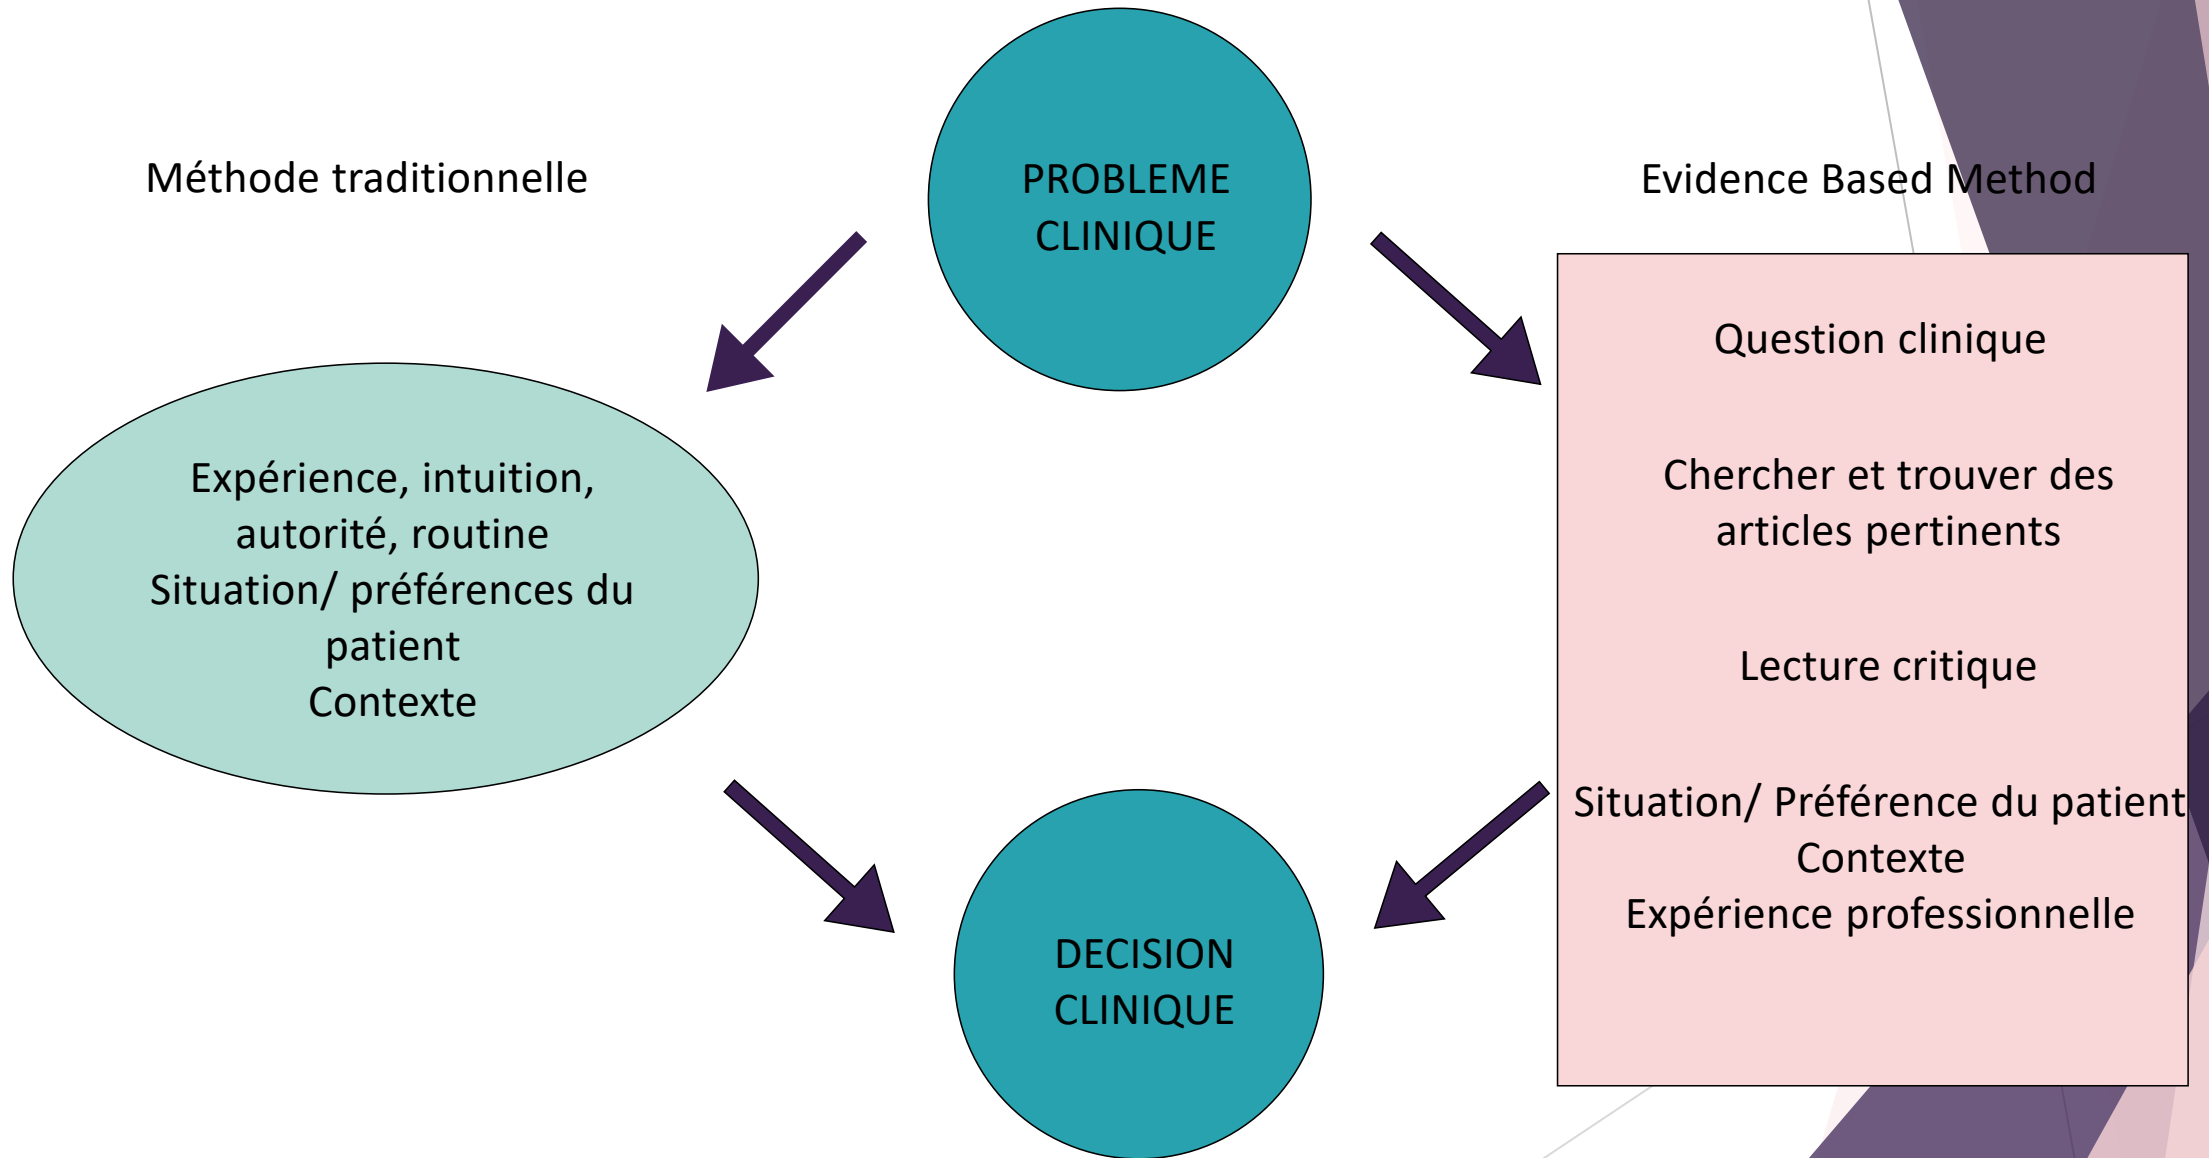 Méthode traditionnelle
PROBLEME
CLINIQUE
Evidence Based Method
Expérience, intuition,
autorité, routine
Situation/ préférences du
patient
Contexte
Question clinique
Chercher et trouver des
articles pertinents
Lecture critique
Situation/ Préférence du patient
Contexte
Expérience professionnelle
DECISION
CLINIQUE